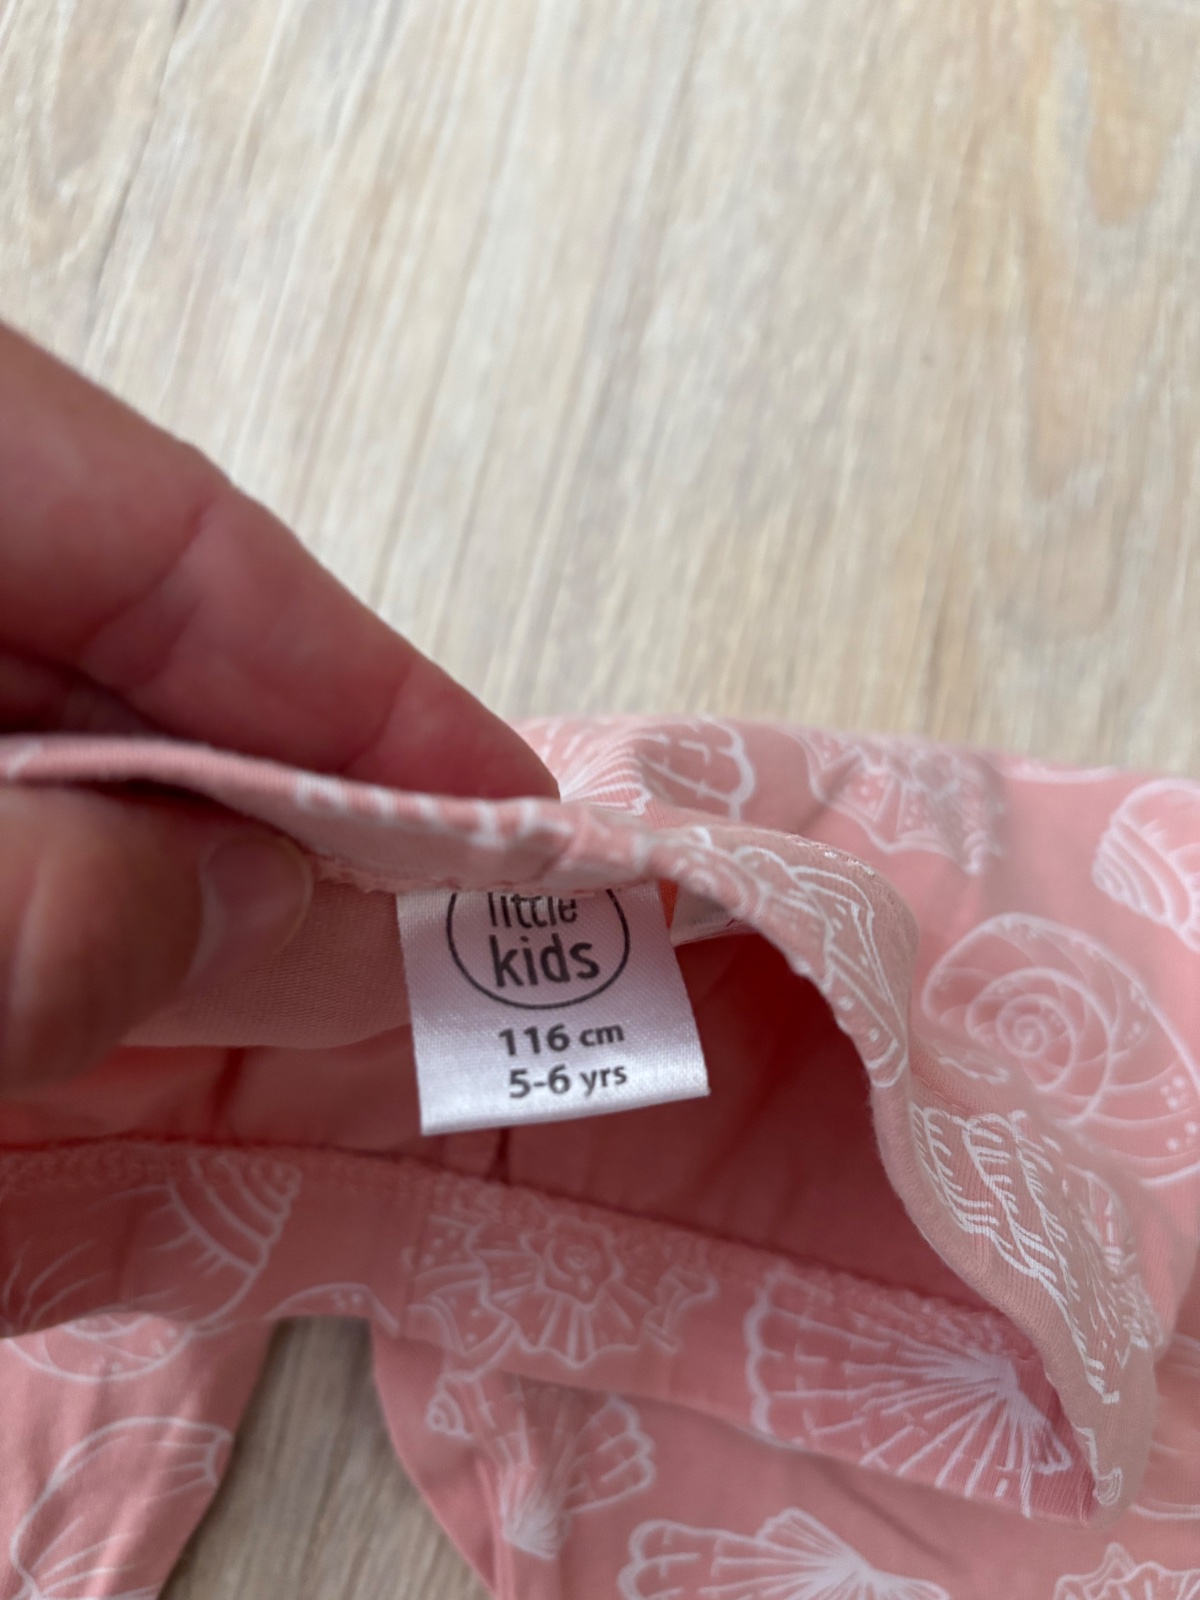 little
kids
116 cm
5-6 yrs